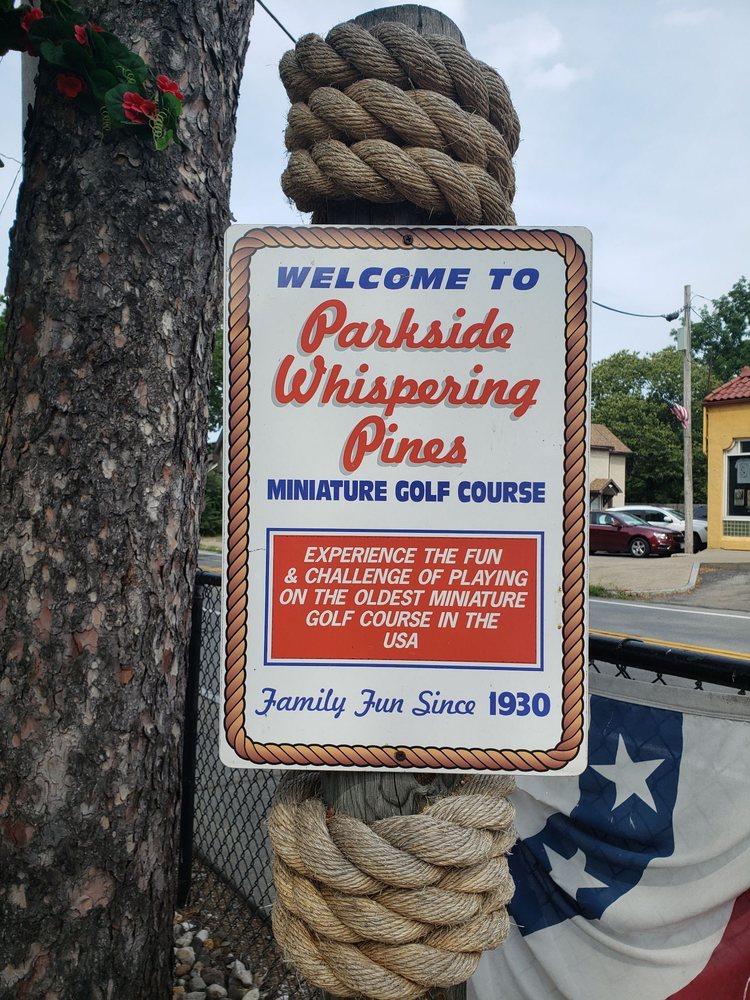 WELCOME TO
Parkside
Whispering
Pines
MINIATURE GOLF COURSE
EXPERIENCE THE FUN
& CHALLENGE OF PLAYING
ON THE OLDEST MINIATURE
GOLF COURSE IN THE
USA
Family Fun Since 1930